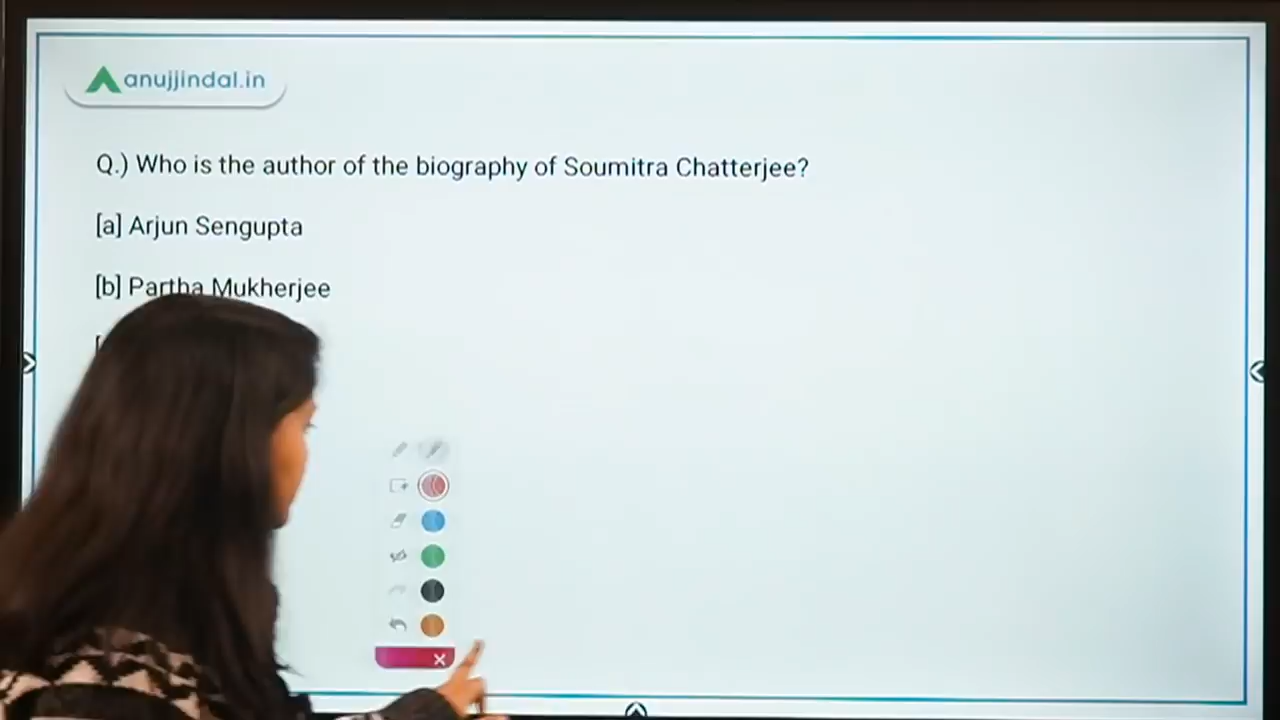 anujjindal.in
Q.) Who is the author of the biography of Soumitra Chatterjee?
[a] Arjun Sengupta
[b] Partha Mukherjee